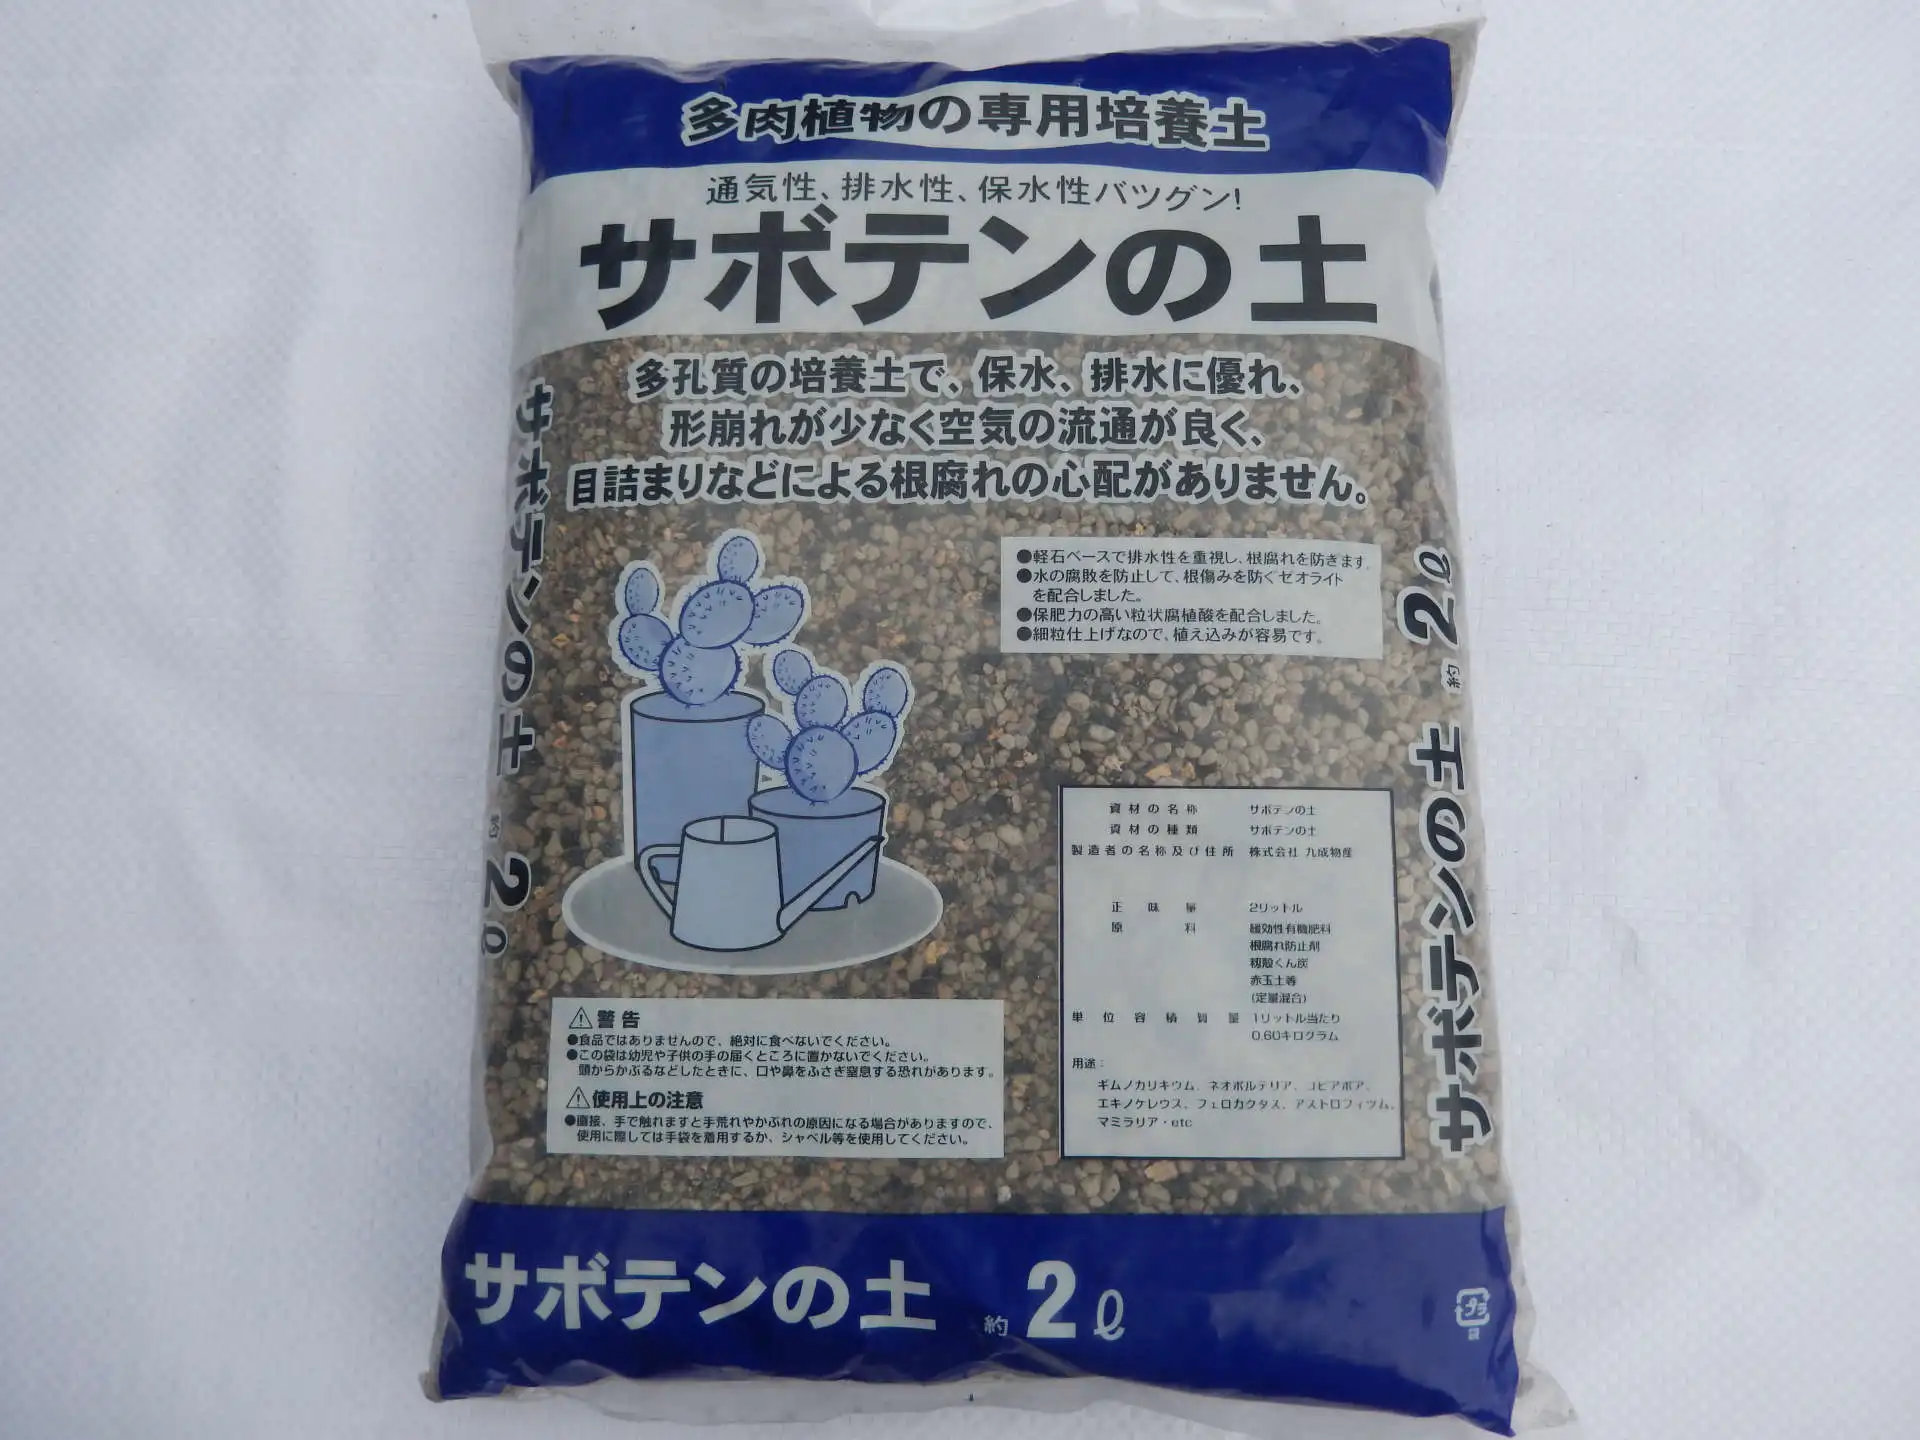 多肉植物の専用培養土
通気性、排水性、保水性バツグン!
サボテンの土
多孔質の培養土で、保水、排水に優れ、
形崩れが少なく空気の流通が良く、
目詰まりなどによる根腐れの心配がありません。
●軽石ベースで排水性を重視し、根腐れを防ぎます。
●水の腐敗を防止して、根傷みを防ぐゼオライト
を配合しました。
●保肥力の高い粒状腐植酸を配合しました。
●細粒仕上げなので、植え込みが容易です。
サボテンの土 約 2ℓ
サボテンの土 約 2ℓ
資材の名称 サボテンの土
資材の種類 サボテンの土
製造者の名称及び住所 株式会社 九成物産
正味量 2リットル
原料 緩効性有機肥料
根腐れ防止剤
籾殻くん炭
赤玉土等
(定量混合)
単位容積質量 1リットル当たり
0.60キログラム
用途:
ギムノカリキウム、ネオポルテリア、コピアポア、
エキノケレウス、フェロカクタス、アストロフィツム、
マミラリア・etc
⚠警告
●食品ではありませんので、絶対に食べないでください。
●この袋は幼児や子供の手の届くところに置かないでください。
頭からかぶるなどしたときに、口や鼻をふさぎ窒息する恐れがあります。
⚠使用上の注意
●直接、手で触れますと手荒れやかぶれの原因になる場合がありますので、
使用に際しては手袋を着用するか、シャベル等を使用してください。
サボテンの土 約 2ℓ
プラ
袋